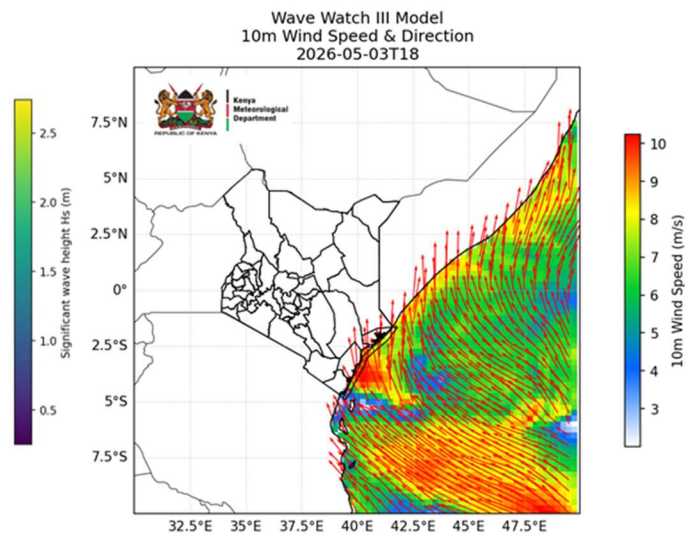 Wave Watch III Model
10m Wind Speed & Direction
2026-05-03T18
Kenya
Meteorological
Department
REPUBLIC OF KENYA
7.5°N
5°N
2.5°N
0°
2.5°S
5°S
7.5°S
32.5°E 35°E 37.5°E 40°E 42.5°E 45°E 47.5°E
2.5
2.0
1.5
1.0
0.5
Significant wave height Hs (m)
10
9
8
7
6
5
4
3
10m Wind Speed (m/s)